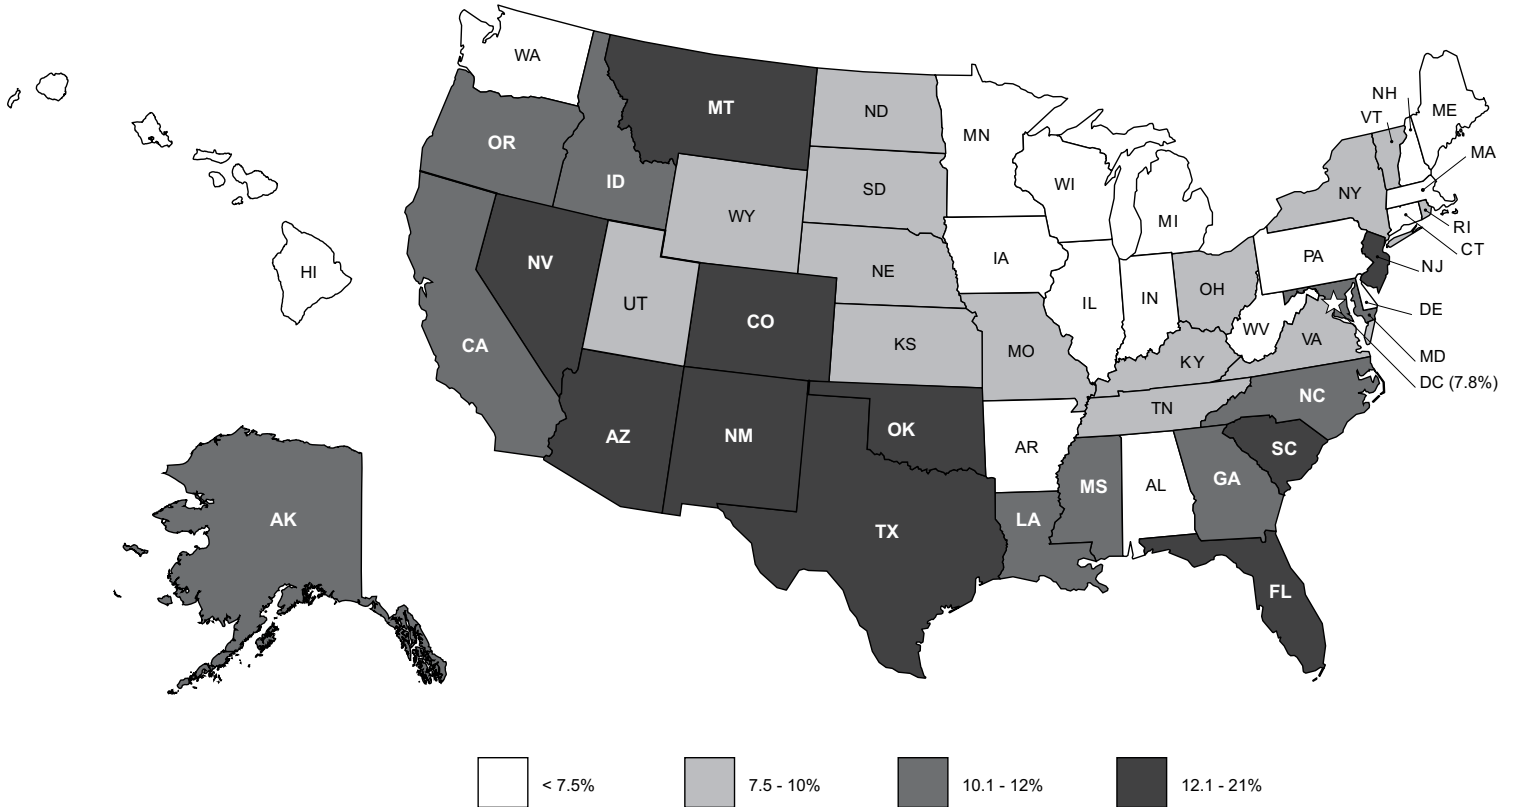 WA
MT
ND
MN
NH
VT
ME
OR
ID
SD
WI
MI
NY
MA
WY
RI
CT
HI
NV
UT
NE
IA
PA
NJ
CO
IL
IN
OH
WV
DE
CA
KS
MO
KY
VA
MD
DC (7.8%)
AZ
NM
OK
AR
TN
NC
SC
AK
TX
LA
MS
AL
GA
FL
< 7.5%
7.5 - 10%
10.1 - 12%
12.1 - 21%